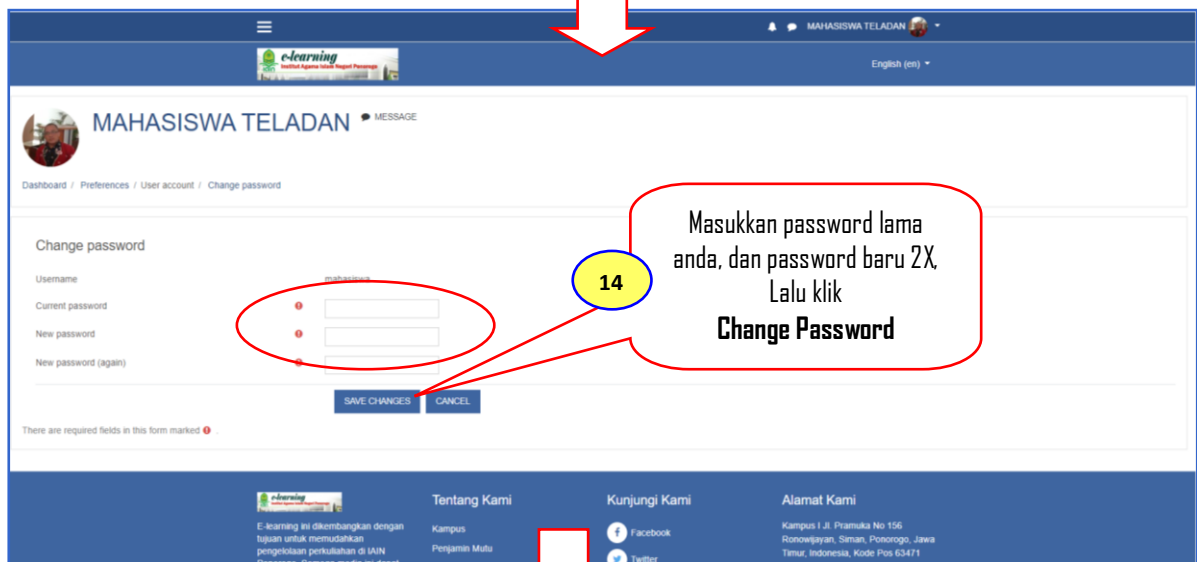 MAHASISWA TELADAN
e-learning
Institut Agama Islam Negeri Ponorogo
English (en)
MAHASISWA TELADAN MESSAGE
Dashboard / Preferences / User account / Change password
Masukkan password lama
anda, dan password baru 2X,
Lalu klik
Change Password
14
Change password
Username mahasiswa
Current password
New password
New password (again)
SAVE CHANGES CANCEL
There are required fields in this form marked .
e-learning
Tentang Kami
Kunjungi Kami
Alamat Kami
E-learning ini dikembangkan dengan
tujuan untuk memudahkan
pengelolaan perkuliahan di IAIN
Kampus
Penjamin Mutu
Facebook
Twitter
Kampus I Jl. Pramuka No 156
Ronowijayan, Siman, Ponorogo, Jawa
Timur, Indonesia, Kode Pos 63471